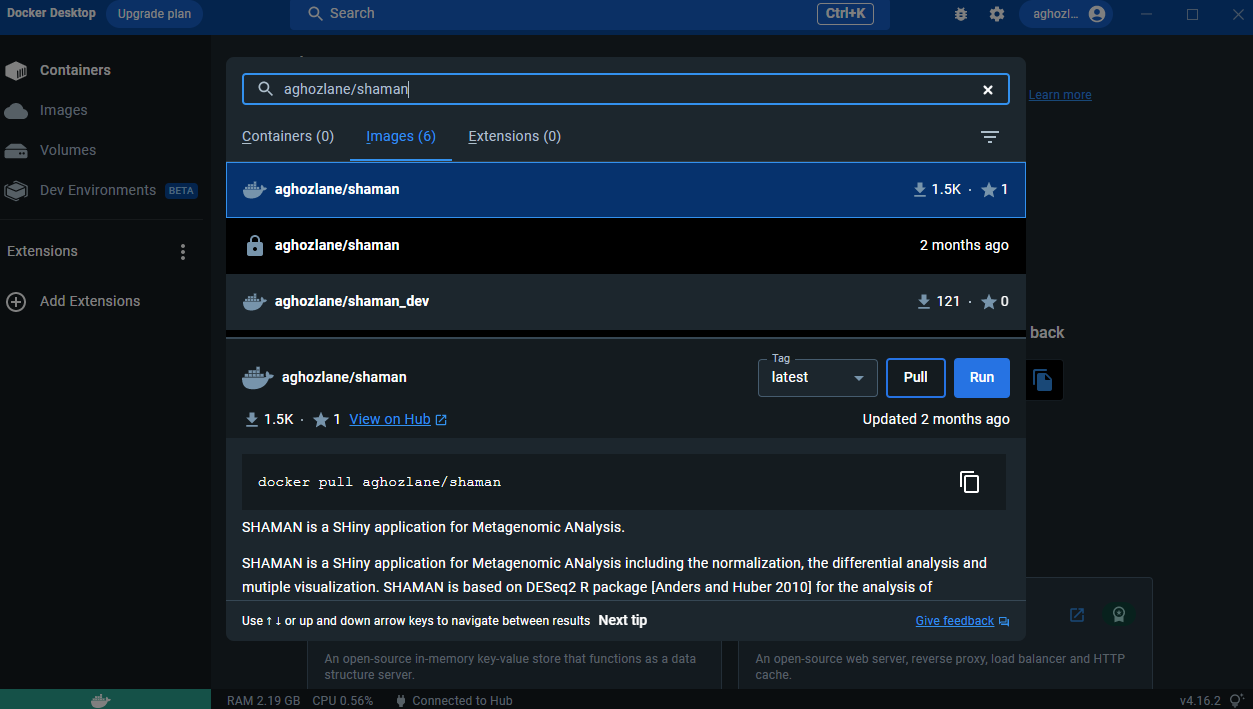 Docker Desktop
Upgrade plan
Search
Ctrl+K
aghozl...
Containers
Images
Volumes
Dev Environments BETA
Extensions
Add Extensions
Learn more
aghozlane/shaman
Containers (0)
Images (6)
Extensions (0)
aghozlane/shaman
1.5K · 1
aghozlane/shaman
2 months ago
aghozlane/shaman_dev
121 · 0
back
aghozlane/shaman
Tag
latest
Pull
Run
1.5K · 1 View on Hub
Updated 2 months ago
docker pull aghozlane/shaman
SHAMAN is a SHiny application for Metagenomic ANalysis.
SHAMAN is a SHiny application for Metagenomic ANalysis including the normalization, the differential analysis and
mutiple visualization. SHAMAN is based on DESeq2 R package [Anders and Huber 2010] for the analysis of
Use ↑ ↓ or up and down arrow keys to navigate between results Next tip
Give feedback
An open-source in-memory key-value store that functions as a data
structure server.
An open-source web server, reverse proxy, load balancer and HTTP
cache.
RAM 2.19 GB CPU 0.56% Connected to Hub
v4.16.2